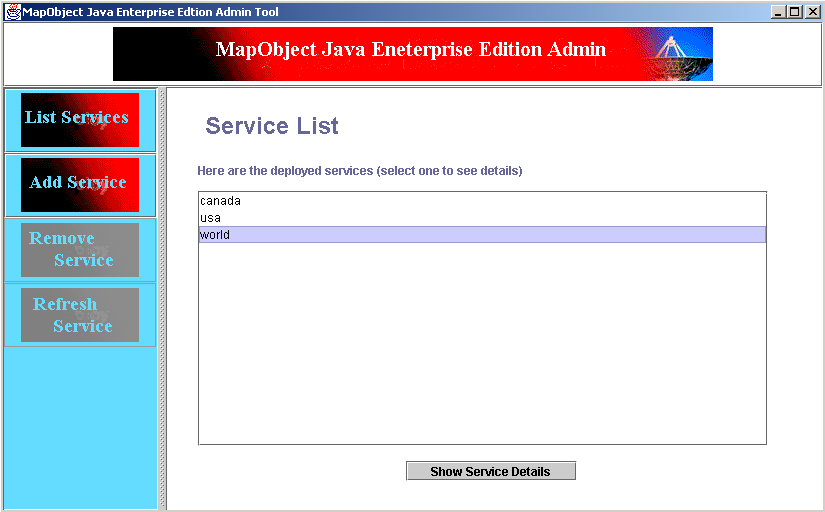 MapObject Java Enterprise Edtion Admin Tool
MapObject Java Eneterprise Edition Admin
List Services
Add Service
Remove
Service
Refresh
Service
Service List
Here are the deployed services (select one to see details)
canada
usa
world
Show Service Details